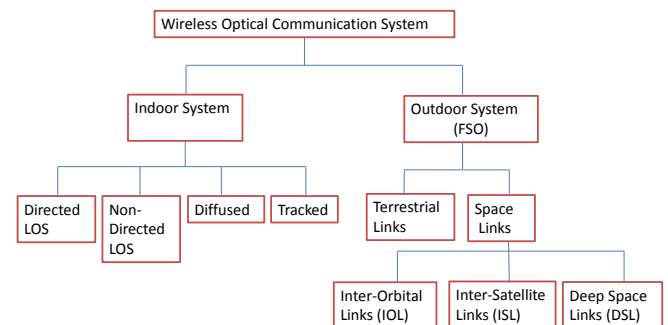 Wireless Optical Communication System
Indoor System
Outdoor System
(FSO)
Directed
LOS
Non-
Directed
LOS
Diffused
Tracked
Terrestrial
Links
Space
Links
Inter-Orbital
Links (IOL)
Inter-Satellite
Links (ISL)
Deep Space
Links (DSL)